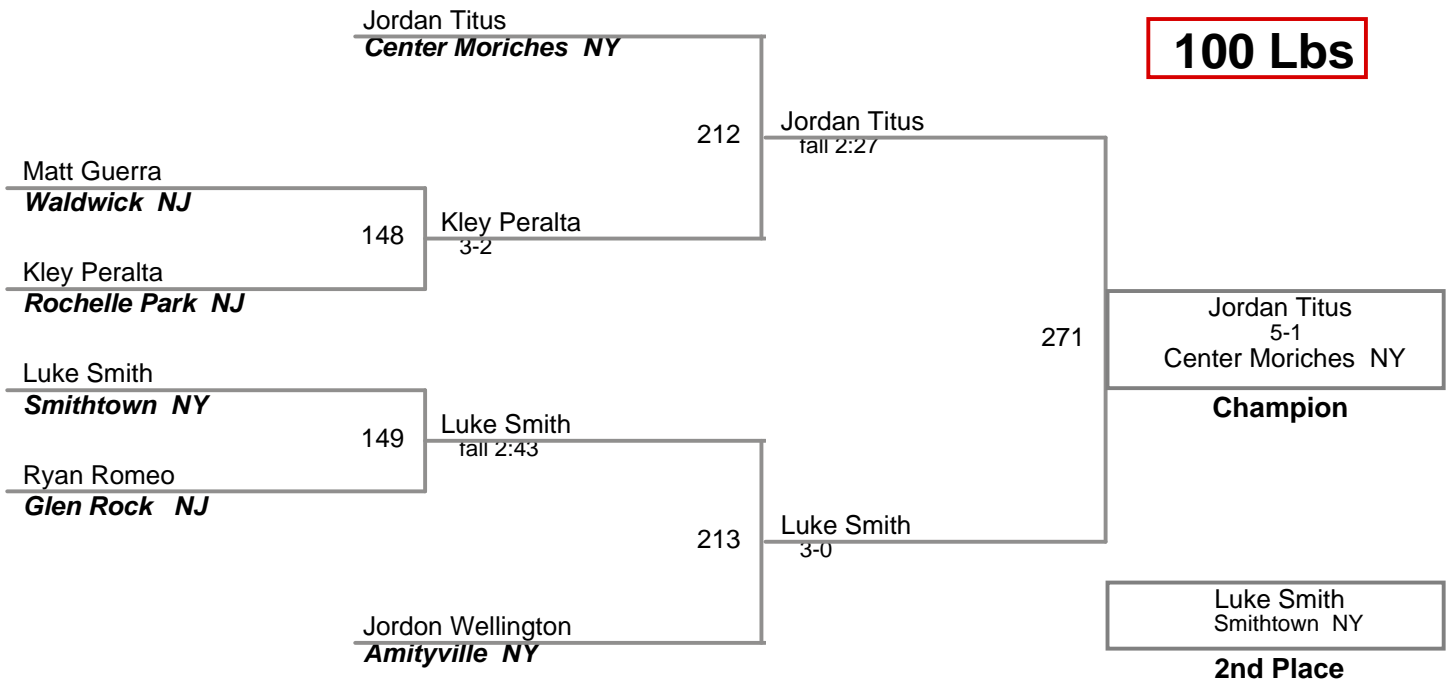 Jordan Titus
Center Moriches  NY
100 Lbs
212
Jordan Titus
fall 2:27
Matt Guerra
Waldwick  NJ
148
Kley Peralta
3-2
Kley Peralta
Rochelle Park  NJ
271
Jordan Titus
5-1
Center Moriches  NY
Champion
Luke Smith
Smithtown  NY
149
Luke Smith
fall 2:43
Ryan Romeo
Glen Rock   NJ
213
Luke Smith
3-0
Jordon Wellington
Amityville  NY
Luke Smith
Smithtown  NY
2nd Place